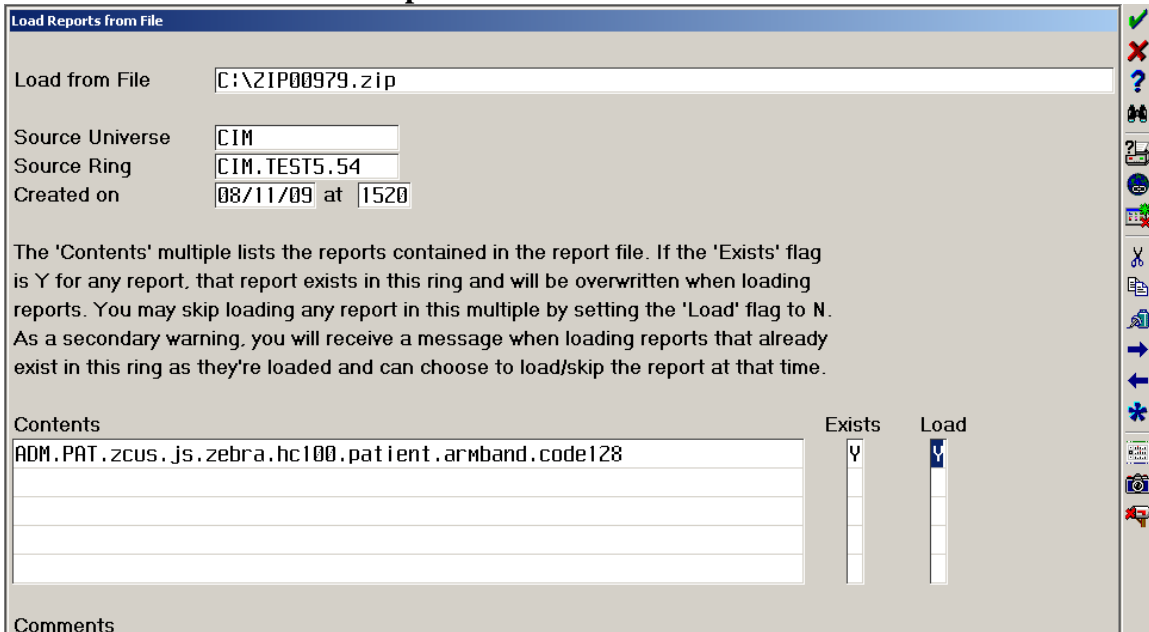 Load Reports from File
Load from File C:\ZIP00979.zip
Source Universe CIM
Source Ring CIM.TEST5.54
Created on 08/11/09 at 1520
The 'Contents' multiple lists the reports contained in the report file. If the 'Exists' flag
is Y for any report, that report exists in this ring and will be overwritten when loading
reports. You may skip loading any report in this multiple by setting the 'Load' flag to N.
As a secondary warning, you will receive a message when loading reports that already
exist in this ring as they're loaded and can choose to load/skip the report at that time.
Contents Exists Load
ADM.PAT.zcus.js.zebra.hc100.patient.armband.code128 Y Y
Comments